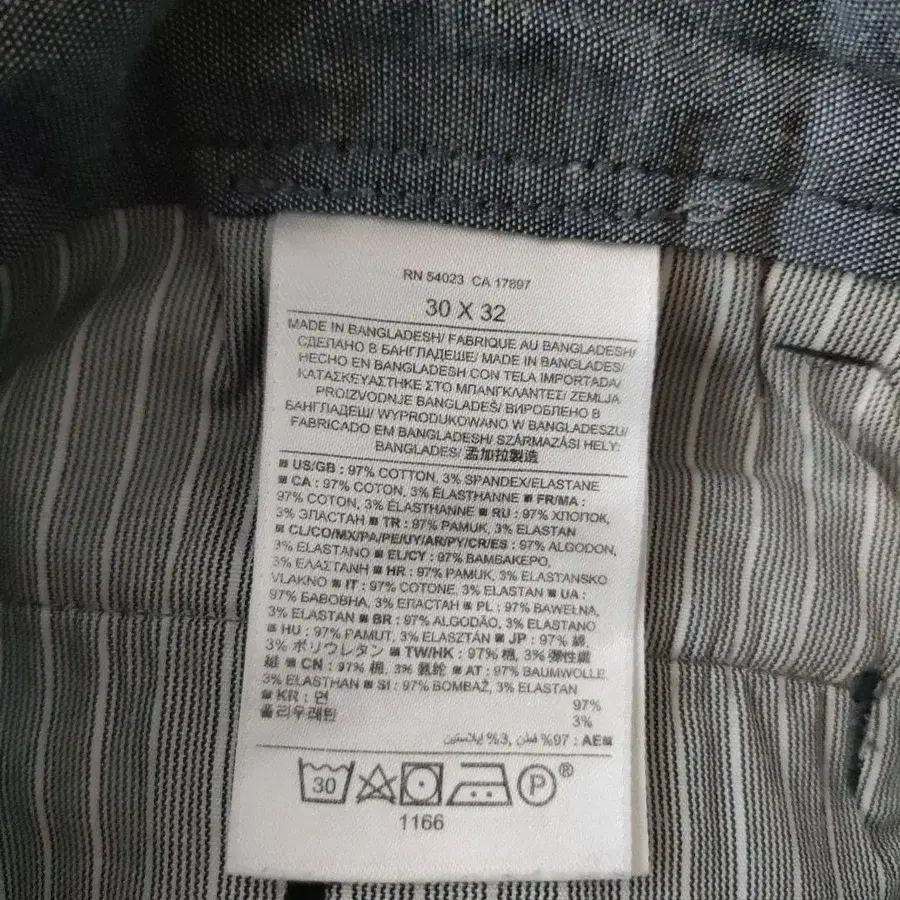 RN 54023 CA 17897
30 X 32
MADE IN BANGLADESH/ FABRIQUE AU BANGLADESH/
СДЕЛАНО В БАНГЛАДЕШЕ/ MADE IN BANGLADES/
HECHO EN BANGLADESH CON TELA IMPORTADA/
ΚΑΤΑΣΚΕΥΑΣΤΗΚΕ ΣΤΟ ΜΠΑΝΓΚΛΑΝΤΕΣ/ ZEMLJA
PROIZVODNJE BANGLADEŠ/ ВИРОБЛЕНО В
БАНГЛАДЕШ/ WYPRODUKOWANO W BANGLADESZU/
FABRICADO EM BANGLADESH/ SZÁRMAZÁSI HELY:
BANGLADES/ 孟加拉製造
US/GB : 97% COTTON, 3% SPANDEX/ELASTANE
CA : 97% COTON, 3% ÉLASTHANNE ■ FR/MA :
97% COTON, 3% ÉLASTHANNE ■ RU : 97% ХЛОПОК,
3% ЭЛАСТАН ■ TR : 97% PAMUK, 3% ELASTAN
■ CL/CO/MX/PA/PE/UY/AR/PY/CR/ES : 97% ALGODON,
3% ELASTANO ■ EL/CY : 97% ΒΑΜΒΑΚΕΡΟ,
3% ΕΛΑΣΤΑΝΗ ■ HR : 97% PAMUK, 3% ELASTANSKO
VLAKNO ■ IT : 97% COTONE, 3% ELASTAN ■ UA :
97% БАВОВНА, 3% ЕЛАСТАН ■ PL : 97% BAWEŁNA,
3% ELASTAN ■ BR : 97% ALGODÃO, 3% ELASTANO
■ HU : 97% PAMUT, 3% ELASZTÁN ■ JP : 97% 綿,
3% ポリウレタン ■ TW/HK : 97% 棉, 3% 彈性纖
維 ■ CN : 97% 棉, 3% 氨纶 ■ AT : 97% BAUMWOLLE,
3% ELASTHAN ■ SI : 97% BOMBAŽ, 3% ELASTAN
■ KR : 면 97%
폴리우레탄 3%
■AE : 97% قطن, 3% إيلاستين
30 P ®
1166